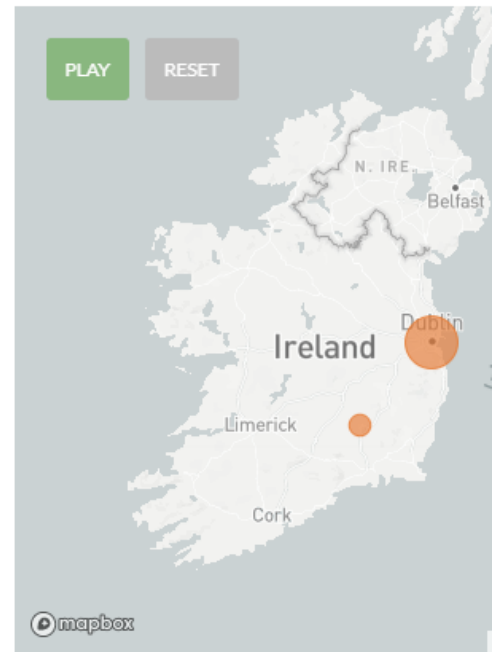 PLAY RESET
N. IRE.
Belfast
Dublin
Ireland
Limerick
Cork
mapbox